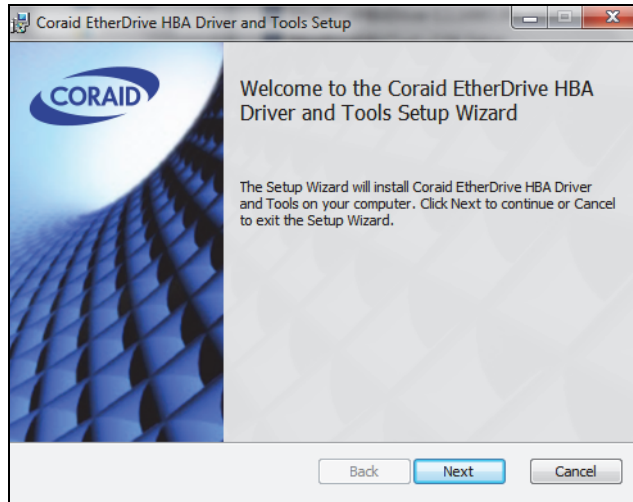 Coraid EtherDrive HBA Driver and Tools Setup
CORAID
Welcome to the Coraid EtherDrive HBA
Driver and Tools Setup Wizard
The Setup Wizard will install Coraid EtherDrive HBA Driver
and Tools on your computer. Click Next to continue or Cancel
to exit the Setup Wizard.
Back
Next
Cancel